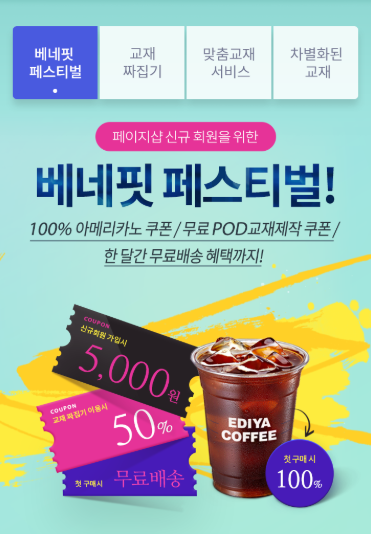 베네핏
페스티벌
교재
짜집기
맞춤교재
서비스
차별화된
교재
페이지샵 신규 회원을 위한
베네핏 페스티벌!
100% 아메리카노 쿠폰 / 무료 POD교재제작 쿠폰 /
한 달간 무료배송 혜택까지!
COUPON
신규회원 가입시
5,000원
COUPON
교재 짜집기 이용시
50%
첫 구매시
무료배송
EDIYA
COFFEE
첫 구매 시
100%